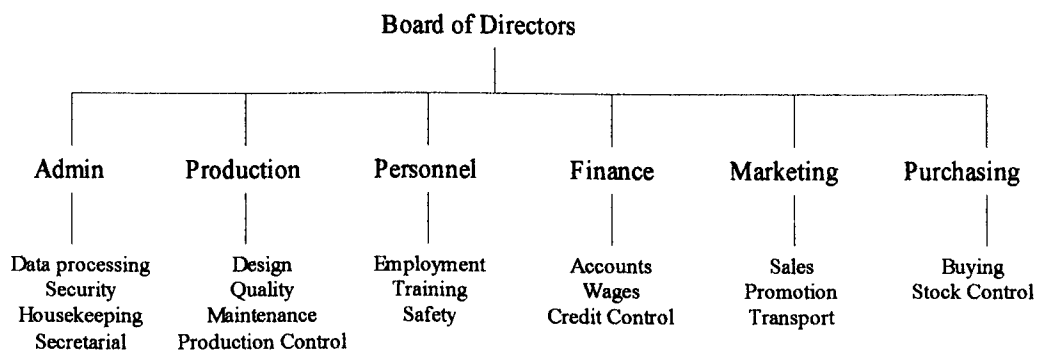 Board of Directors
Admin
Production
Personnel
Finance
Marketing
Purchasing
Data processing
Security
Housekeeping
Secretarial
Design
Quality
Maintenance
Production Control
Employment
Training
Safety
Accounts
Wages
Credit Control
Sales
Promotion
Transport
Buying
Stock Control